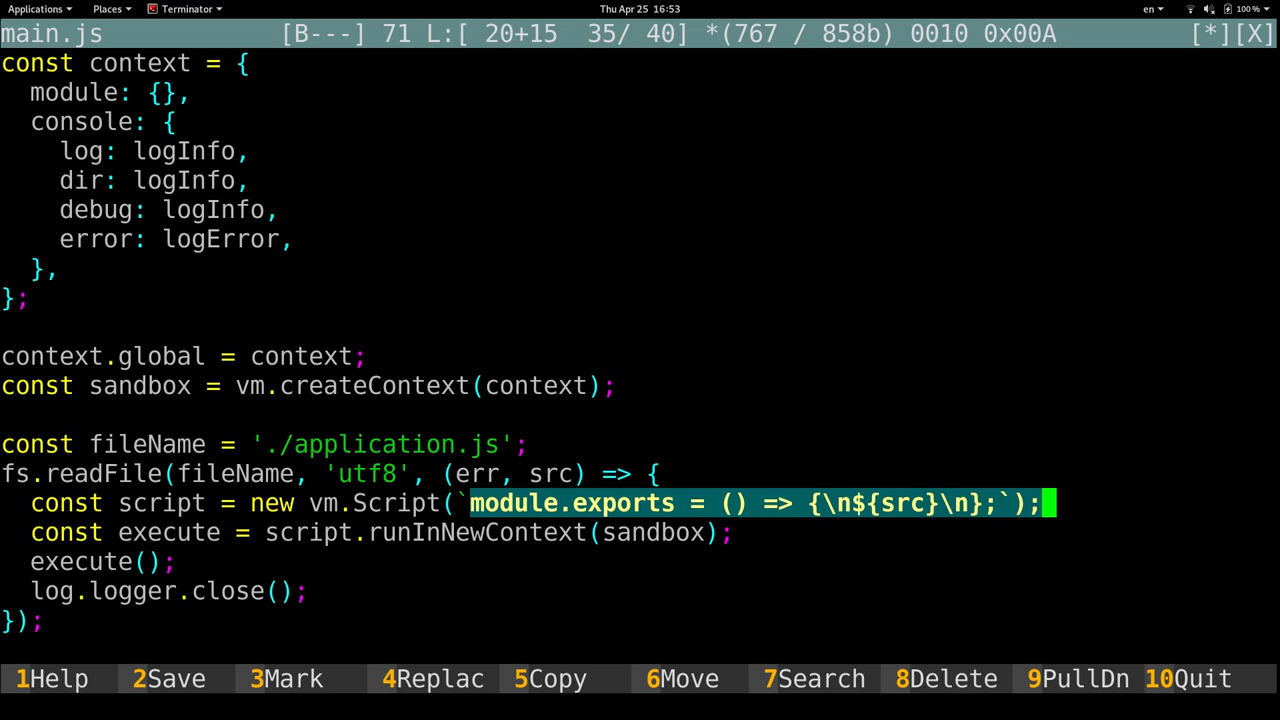 Applications Places Terminator Thu Apr 25 16:53 en 100 %
main.js [B---] 71 L:[ 20+15 35/ 40] *(767 / 858b) 0010 0x00A [*][X]
const context = {
  module: {},
  console: {
    log: logInfo,
    dir: logInfo,
    debug: logInfo,
    error: logError,
  },
};
context.global = context;
const sandbox = vm.createContext(context);
const fileName = './application.js';
fs.readFile(fileName, 'utf8', (err, src) => {
  const script = new vm.Script(`module.exports = () => {\n${src}\n};`);
  const execute = script.runInNewContext(sandbox);
  execute();
  log.logger.close();
});
1Help 2Save 3Mark 4Replac 5Copy 6Move 7Search 8Delete 9PullDn 10Quit